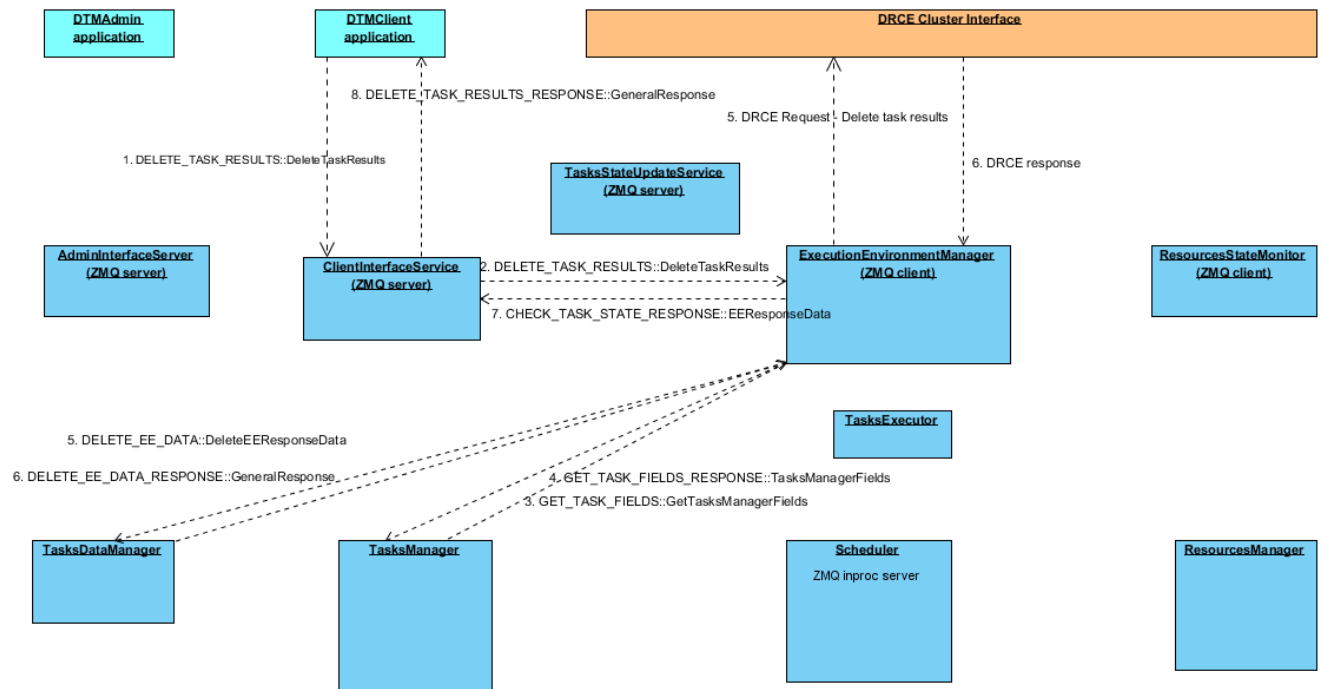 DTMAdmin
application
DTMClient
application
DRCE Cluster Interface
8. DELETE_TASK_RESULTS_RESPONSE::GeneralResponse
5. DRCE Request - Delete task results
1. DELETE_TASK_RESULTS::DeleteTaskResults
6. DRCE response
TasksStateUpdateService
(ZMQ server)
AdminInterfaceServer
(ZMQ server)
ClientInterfaceService
(ZMQ server)
2. DELETE_TASK_RESULTS::DeleteTaskResults
ExecutionEnvironmentManager
(ZMQ client)
ResourcesStateMonitor
(ZMQ client)
7. CHECK_TASK_STATE_RESPONSE::EEResponseData
TasksExecutor
5. DELETE_EE_DATA::DeleteEEResponseData
6. DELETE_EE_DATA_RESPONSE::GeneralResponse
4. GET_TASK_FIELDS_RESPONSE::TasksManagerFields
3. GET_TASK_FIELDS::GetTasksManagerFields
TasksDataManager
TasksManager
Scheduler
ZMQ inproc server
ResourcesManager